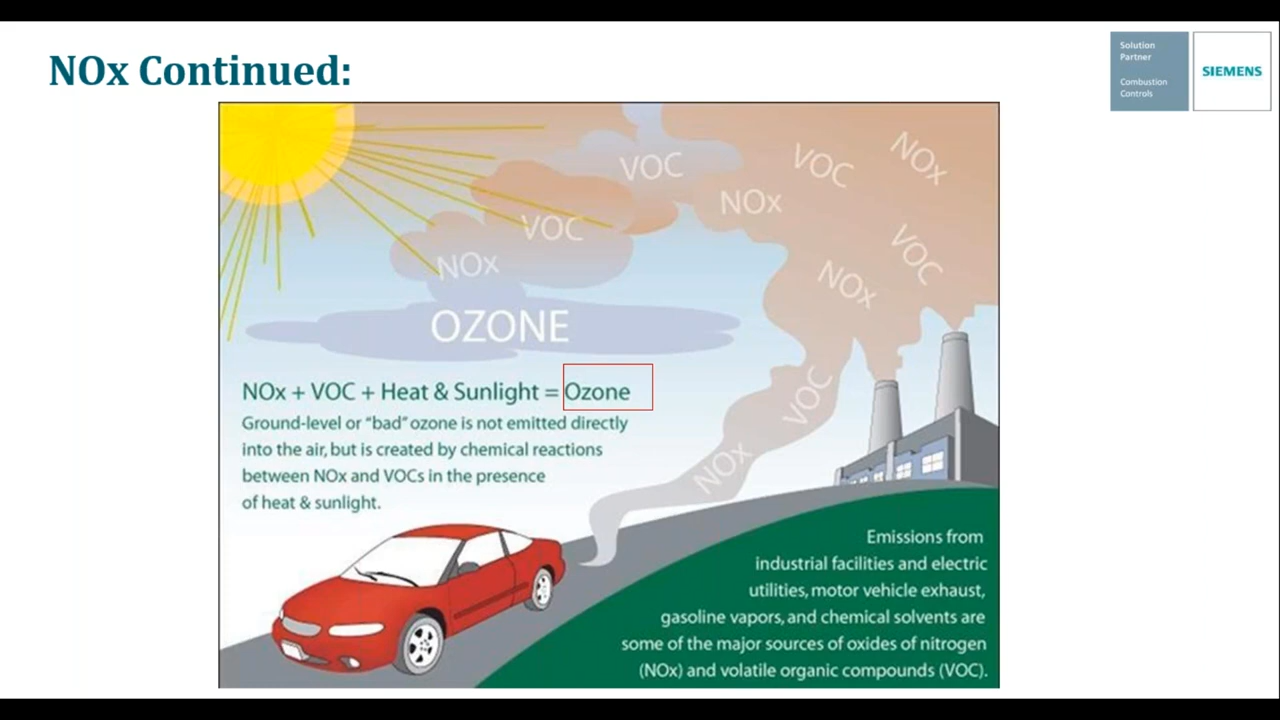 NOx Continued:
Solution
Partner
Combustion
Controls
SIEMENS
VOC
VOC
NOx
NOx
VOC
VOC
NOx
NOx
OZONE
VOC
NOx
NOx + VOC + Heat & Sunlight = Ozone
Ground-level or “bad” ozone is not emitted directly
into the air, but is created by chemical reactions
between NOx and VOCs in the presence
of heat & sunlight.
Emissions from
industrial facilities and electric
utilities, motor vehicle exhaust,
gasoline vapors, and chemical solvents are
some of the major sources of oxides of nitrogen
(NOx) and volatile organic compounds (VOC).